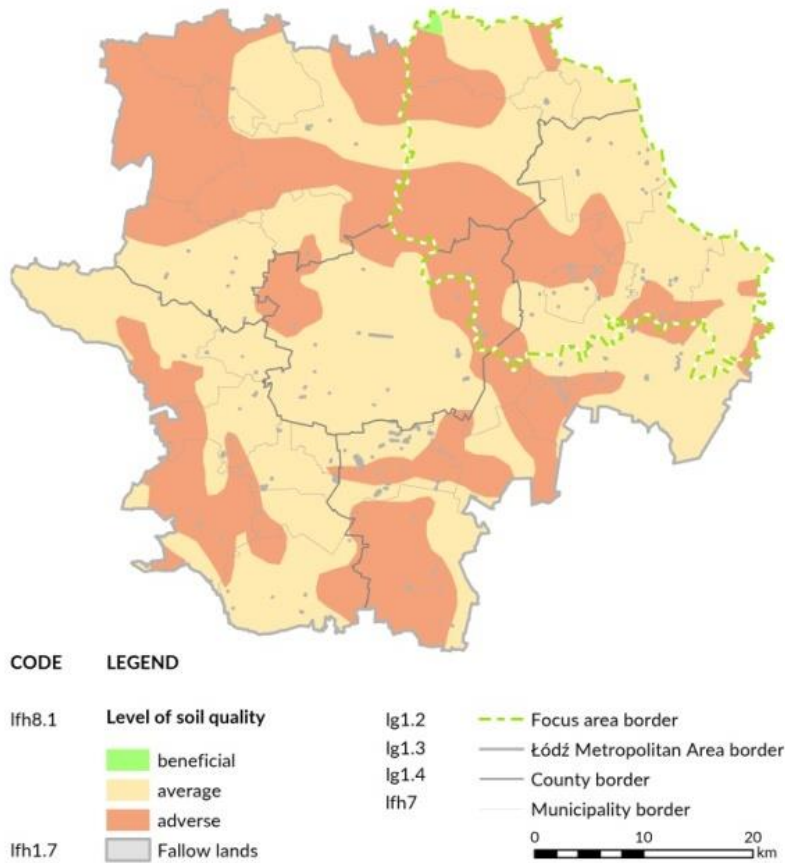 CODE LEGEND
lfh8.1 Level of soil quality
beneficial
average
adverse
lfh1.7 Fallow lands
lg1.2 Focus area border
lg1.3 Łódź Metropolitan Area border
lg1.4 County border
lfh7 Municipality border
0 10 20
km